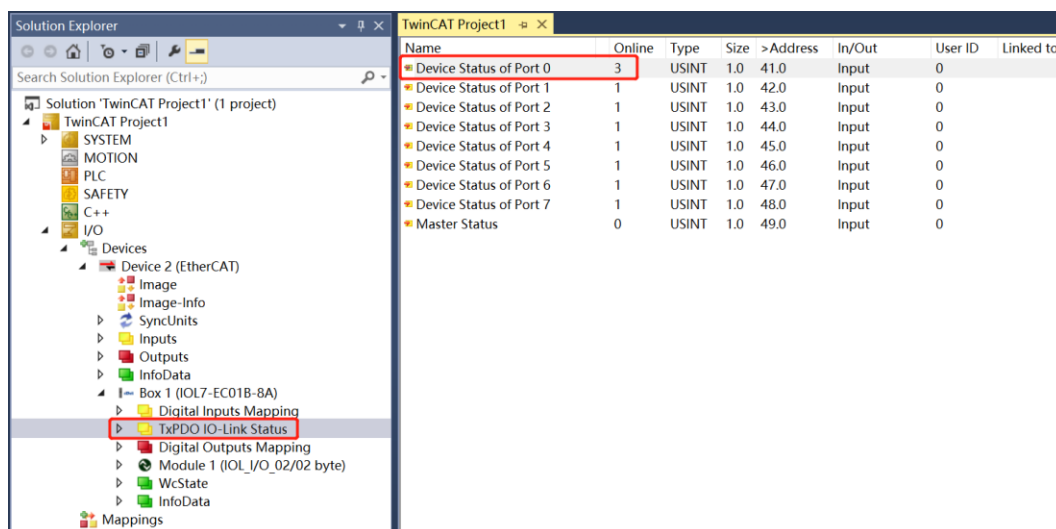 Solution Explorer
Search Solution Explorer (Ctrl+;)
Solution 'TwinCAT Project1' (1 project)
TwinCAT Project1
SYSTEM
MOTION
PLC
SAFETY
C++
I/O
Devices
Device 2 (EtherCAT)
Image
Image-Info
SyncUnits
Inputs
Outputs
InfoData
Box 1 (IOL7-EC01B-8A)
Digital Inputs Mapping
TxPDO IO-Link Status
Digital Outputs Mapping
Module 1 (IOL_I/O_02/02 byte)
WcState
InfoData
Mappings
TwinCAT Project1
Name Online Type Size >Address In/Out User ID Linked to
Device Status of Port 0 3 USINT 1.0 41.0 Input 0
Device Status of Port 1 1 USINT 1.0 42.0 Input 0
Device Status of Port 2 1 USINT 1.0 43.0 Input 0
Device Status of Port 3 1 USINT 1.0 44.0 Input 0
Device Status of Port 4 1 USINT 1.0 45.0 Input 0
Device Status of Port 5 1 USINT 1.0 46.0 Input 0
Device Status of Port 6 1 USINT 1.0 47.0 Input 0
Device Status of Port 7 1 USINT 1.0 48.0 Input 0
Master Status 0 USINT 1.0 49.0 Input 0